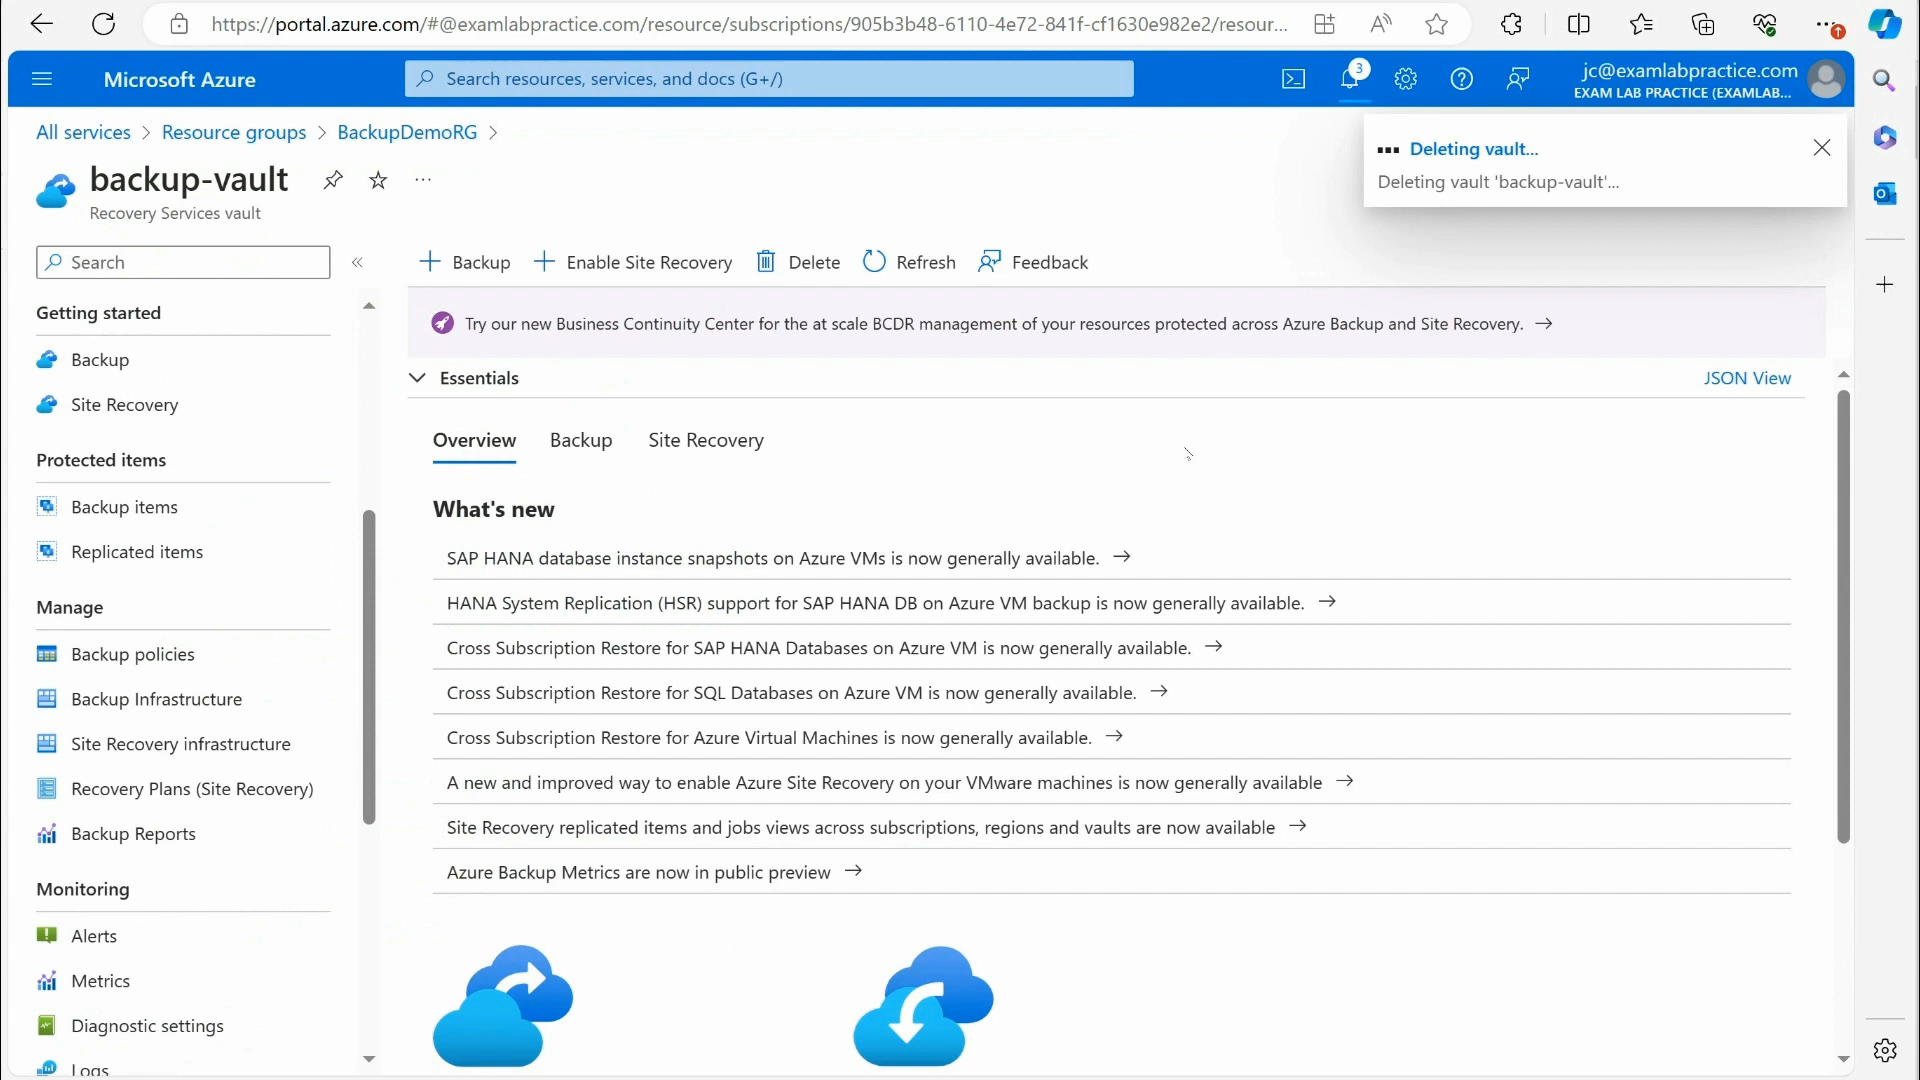 https://portal.azure.com/#@examlabpractice.com/resource/subscriptions/905b3b48-6110-4e72-841f-cf1630e982e2/resour...
Microsoft Azure
Search resources, services, and docs (G+/)
3
jc@examlabpractice.com
EXAM LAB PRACTICE (EXAMLAB...
All services > Resource groups > BackupDemoRG >
Deleting vault...
Deleting vault 'backup-vault'...
backup-vault
Recovery Services vault
Search
Backup
Enable Site Recovery
Delete
Refresh
Feedback
Try our new Business Continuity Center for the at scale BCDR management of your resources protected across Azure Backup and Site Recovery. →
Getting started
Backup
Site Recovery
Protected items
Backup items
Replicated items
Manage
Backup policies
Backup Infrastructure
Site Recovery infrastructure
Recovery Plans (Site Recovery)
Backup Reports
Monitoring
Alerts
Metrics
Diagnostic settings
Logs
Essentials
JSON View
Overview
Backup
Site Recovery
What's new
SAP HANA database instance snapshots on Azure VMs is now generally available. →
HANA System Replication (HSR) support for SAP HANA DB on Azure VM backup is now generally available. →
Cross Subscription Restore for SAP HANA Databases on Azure VM is now generally available. →
Cross Subscription Restore for SQL Databases on Azure VM is now generally available. →
Cross Subscription Restore for Azure Virtual Machines is now generally available. →
A new and improved way to enable Azure Site Recovery on your VMware machines is now generally available →
Site Recovery replicated items and jobs views across subscriptions, regions and vaults are now available →
Azure Backup Metrics are now in public preview →